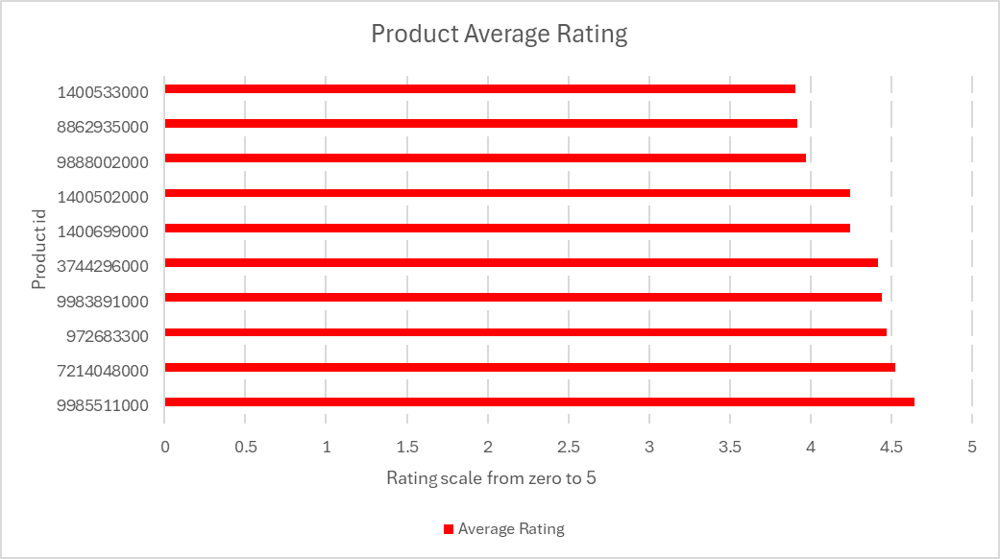 Product Average Rating
1400533000
8862935000
9888002000
1400502000
1400699000
3744296000
9983891000
972683300
7214048000
9985511000
Product id
0 0.5 1 1.5 2 2.5 3 3.5 4 4.5 5
Rating scale from zero to 5
Average Rating